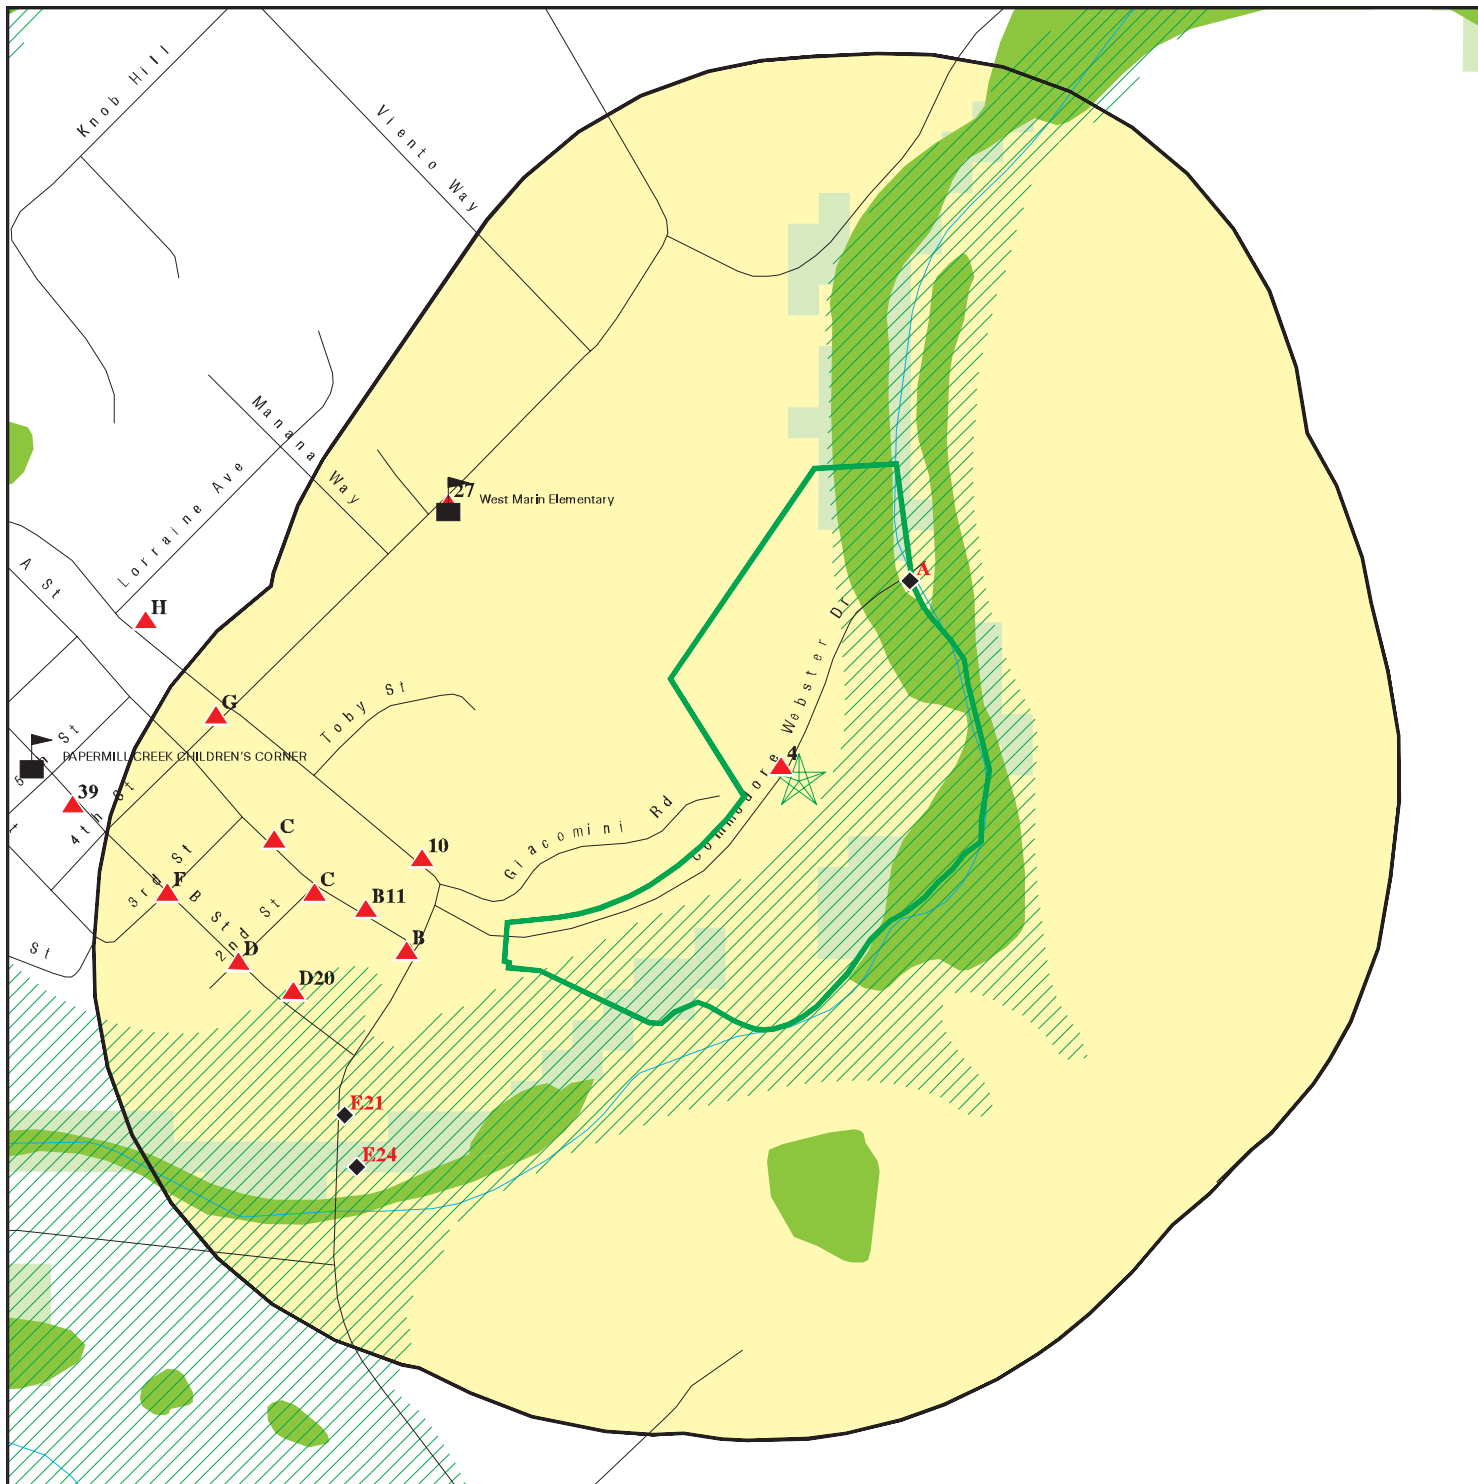 Knob Hill
Viento Way
Manana Way
Lorraine Ave
27
West Marin Elementary
A St
A
H
Commodore Webster Dr
G
Toby St
5th St
PAPERMILL CREEK CHILDREN'S CORNER
4
39
4th St
t
C
10
Giacomini Rd
3rd St
F
B St
C
B11
2nd St
D
B
St
D20
E21
E24